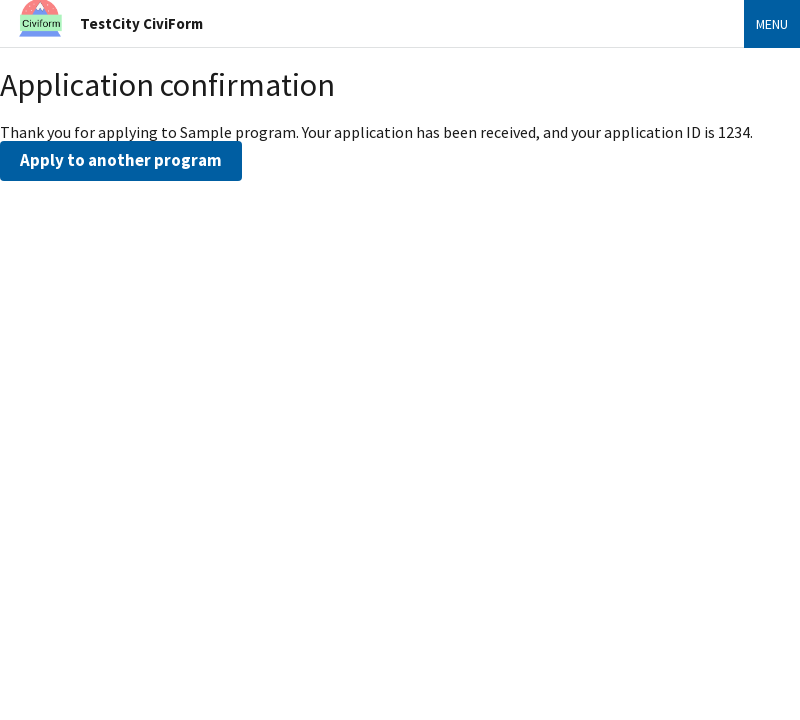 Civiform
TestCity CiviForm
MENU
Application confirmation
Thank you for applying to Sample program. Your application has been received, and your application ID is 1234.
Apply to another program